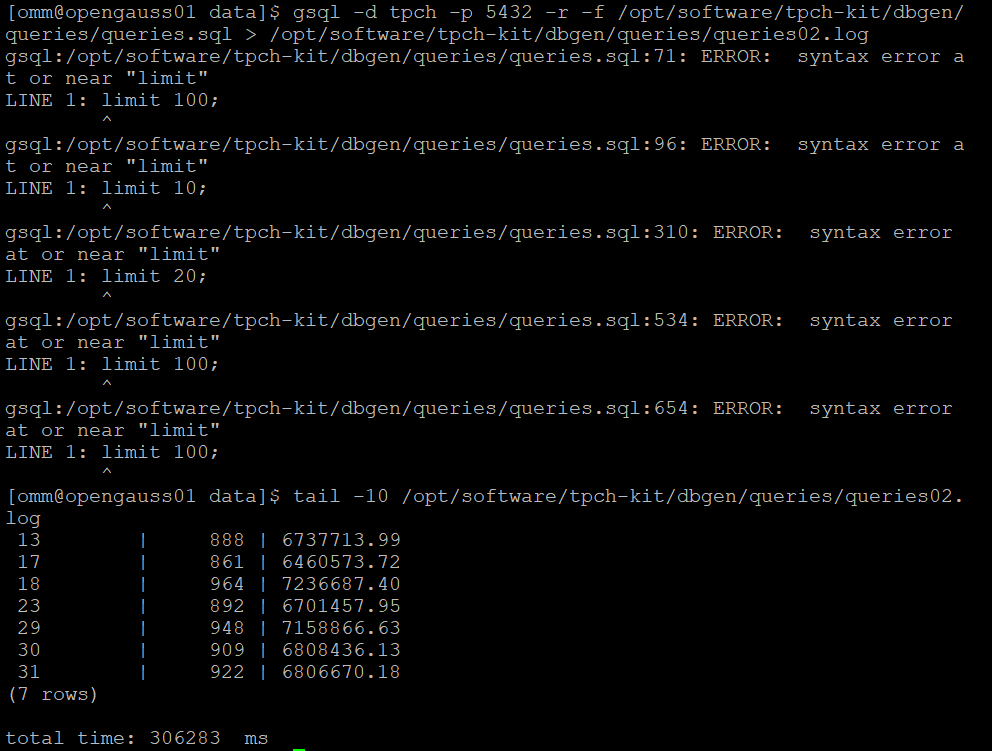 [omm@opengauss01 data]$ gsql -d tpch -p 5432 -r -f /opt/software/tpch-kit/dbgen/
queries/queries.sql > /opt/software/tpch-kit/dbgen/queries/queries02.log
gsql:/opt/software/tpch-kit/dbgen/queries/queries.sql:71: ERROR:  syntax error a
t or near "limit"
LINE 1: limit 100;
        ^
gsql:/opt/software/tpch-kit/dbgen/queries/queries.sql:96: ERROR:  syntax error a
t or near "limit"
LINE 1: limit 10;
        ^
gsql:/opt/software/tpch-kit/dbgen/queries/queries.sql:310: ERROR:  syntax error
at or near "limit"
LINE 1: limit 20;
        ^
gsql:/opt/software/tpch-kit/dbgen/queries/queries.sql:534: ERROR:  syntax error
at or near "limit"
LINE 1: limit 100;
        ^
gsql:/opt/software/tpch-kit/dbgen/queries/queries.sql:654: ERROR:  syntax error
at or near "limit"
LINE 1: limit 100;
        ^
[omm@opengauss01 data]$ tail -10 /opt/software/tpch-kit/dbgen/queries/queries02.
log
 13        |     888 | 6737713.99
 17        |     861 | 6460573.72
 18        |     964 | 7236687.40
 23        |     892 | 6701457.95
 29        |     948 | 7158866.63
 30        |     909 | 6808436.13
 31        |     922 | 6806670.18
(7 rows)

total time: 306283  ms